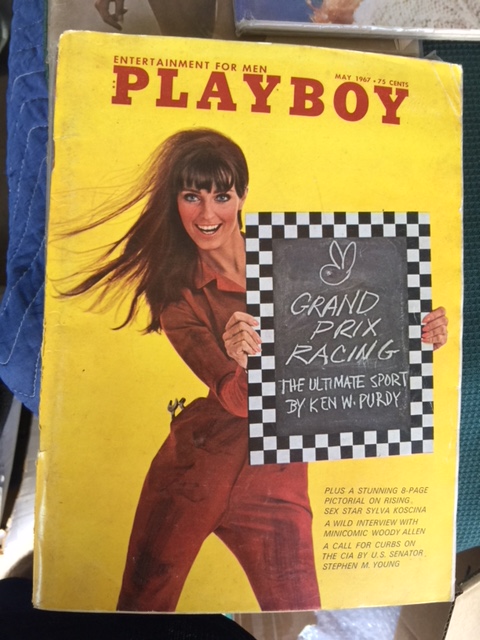 ENTERTAINMENT FOR MEN
MAY 1967 • 75 CENTS
PLAYBOY
GRAND
PRIX
RACING
THE ULTIMATE SPORT
BY KEN W. PURDY
PLUS A STUNNING 8-PAGE
PICTORIAL ON RISING
SEX STAR SYLVA KOSCINA
A WILD INTERVIEW WITH
MINICOMIC WOODY ALLEN
A CALL FOR CURBS ON
THE CIA BY U.S. SENATOR
STEPHEN M. YOUNG